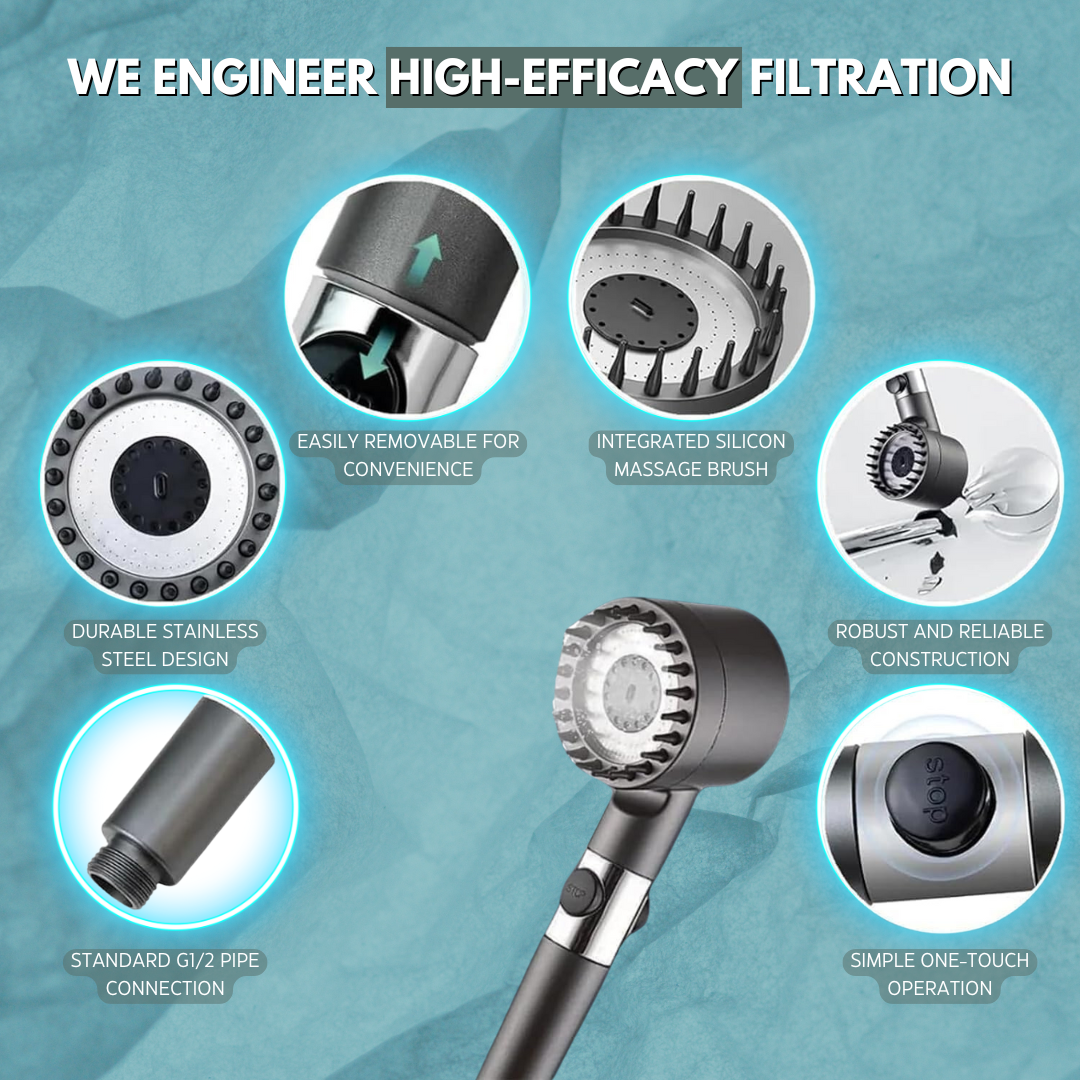 WE ENGINEER HIGH-EFFICACY FILTRATION
EASILY REMOVABLE FOR
CONVENIENCE
INTEGRATED SILICON
MASSAGE BRUSH
DURABLE STAINLESS
STEEL DESIGN
ROBUST AND RELIABLE
CONSTRUCTION
STANDARD G1/2 PIPE
CONNECTION
stop
STOP
SIMPLE ONE-TOUCH
OPERATION